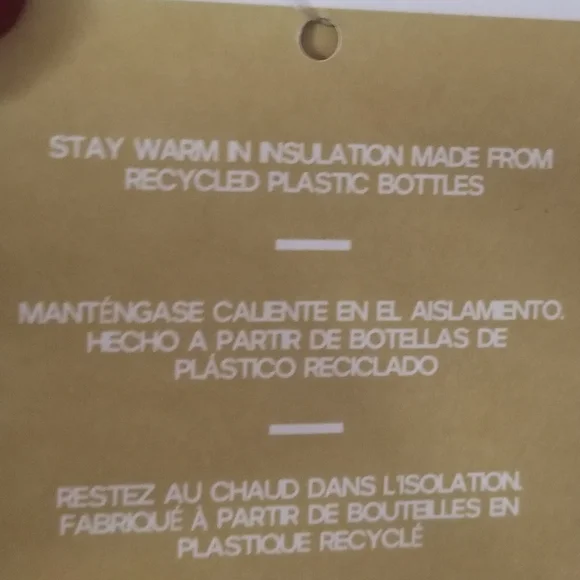 STAY WARM IN INSULATION MADE FROM
RECYCLED PLASTIC BOTTLES
MANTÉNGASE CALIENTE EN EL AISLAMIENTO.
HECHO A PARTIR DE BOTELLAS DE
PLÁSTICO RECICLADO
RESTEZ AU CHAUD DANS L'ISOLATION.
FABRIQUÉ À PARTIR DE BOUTEILLES EN
PLASTIQUE RECYCLÉ